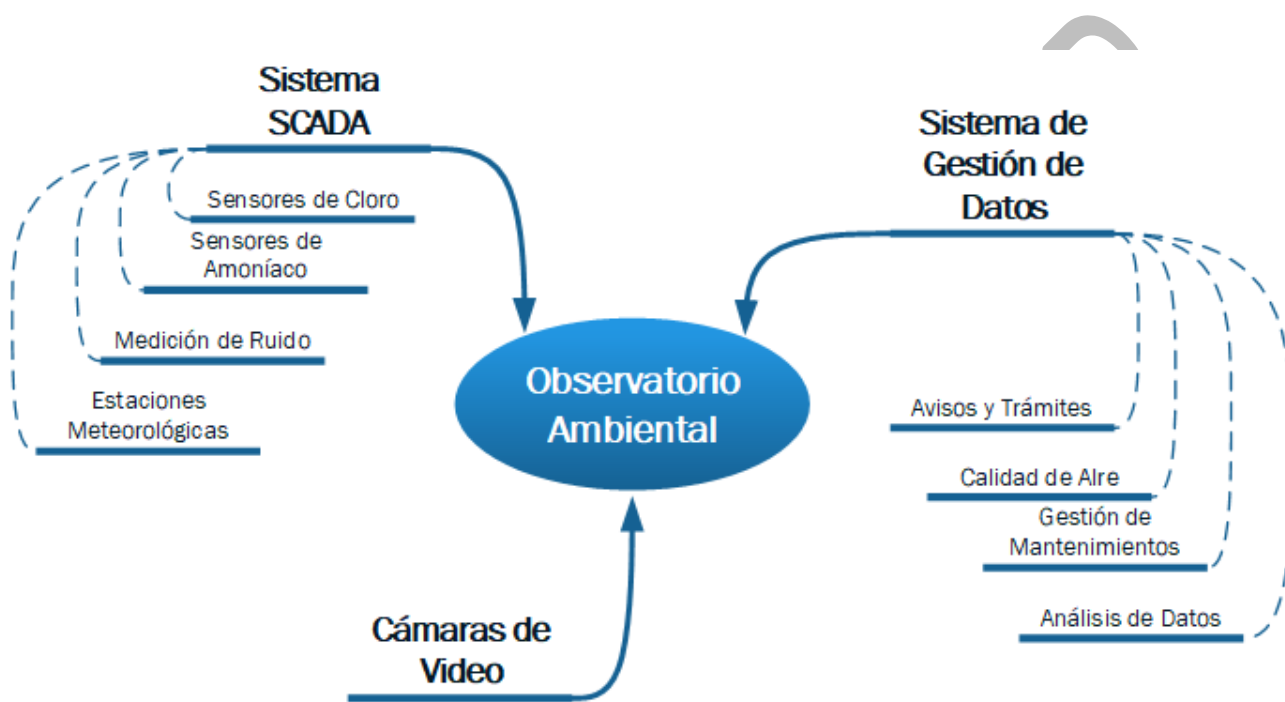 Sistema
SCADA
Sensores de Cloro
Sensores de
Amoníaco
Medición de Ruido
Estaciones
Meteorológicas
Sistema de
Gestión de
Datos
Avisos y Trámites
Calidad de AIre
Gestión de
Mantenimientos
Análisis de Datos
Observatorio
Ambiental
Cámaras de
Video